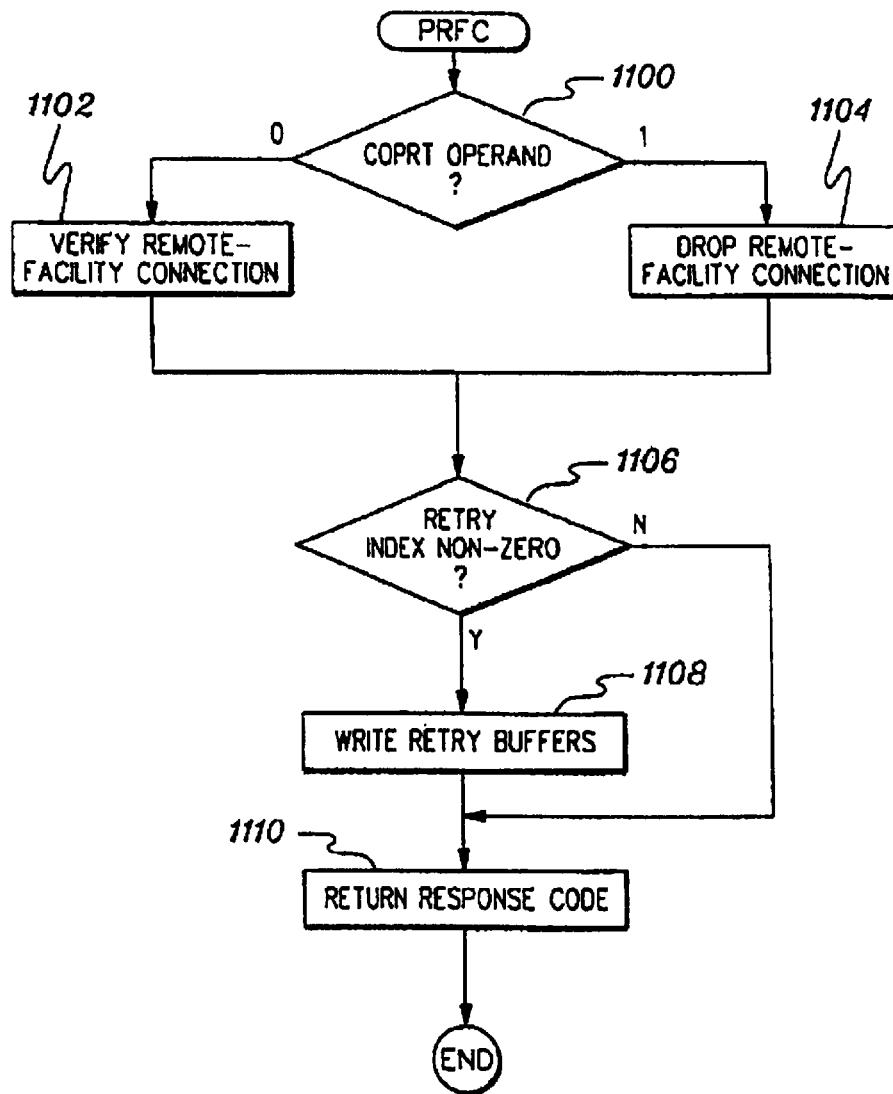 PRFC
1100
1102
1104
0
1
COPRT OPERAND
?
VERIFY REMOTE-
FACILITY CONNECTION
DROP REMOTE-
FACILITY CONNECTION
1106
RETRY
INDEX NON-ZERO
?
N
Y
1108
WRITE RETRY BUFFERS
1110
RETURN RESPONSE CODE
END